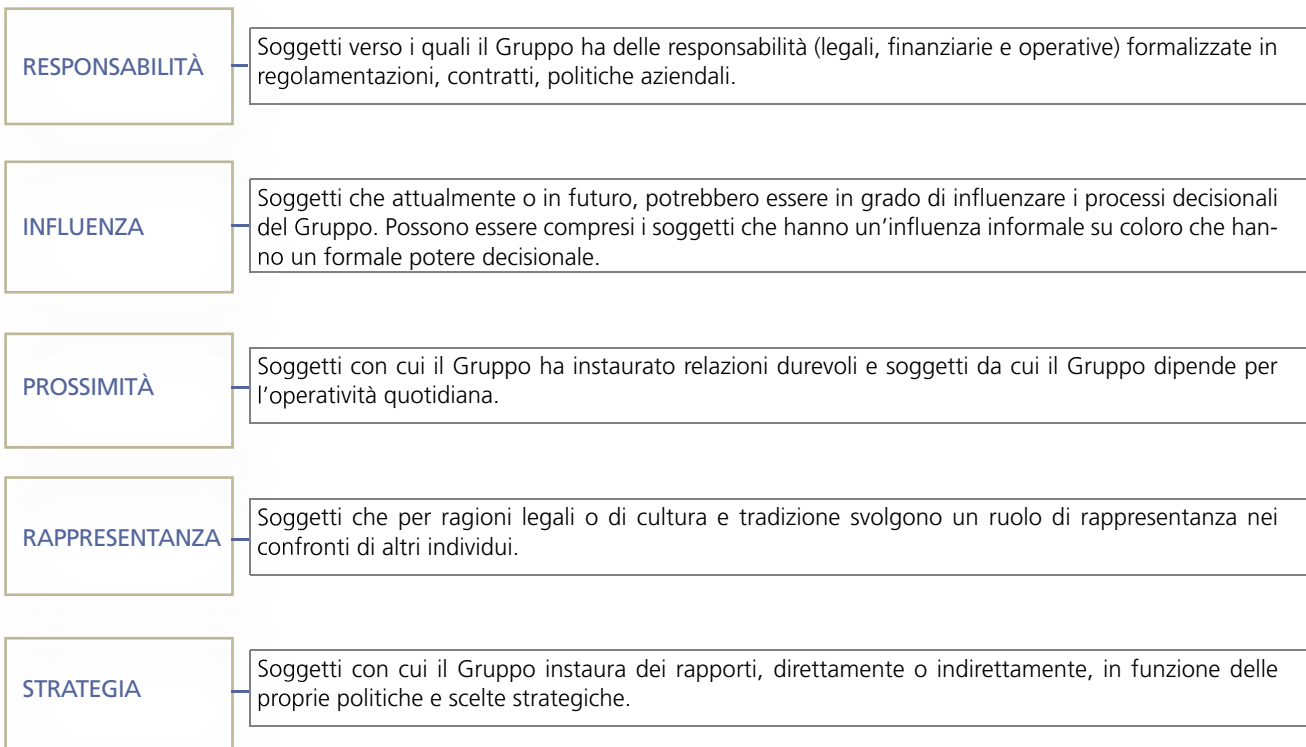 RESPONSABILITÀ
Soggetti verso i quali il Gruppo ha delle responsabilità (legali, finanziarie e operative) formalizzate in
regolamentazioni, contratti, politiche aziendali.
INFLUENZA
Soggetti che attualmente o in futuro, potrebbero essere in grado di influenzare i processi decisionali
del Gruppo. Possono essere compresi i soggetti che hanno un'influenza informale su coloro che han-
no un formale potere decisionale.
PROSSIMITÀ
Soggetti con cui il Gruppo ha instaurato relazioni durevoli e soggetti da cui il Gruppo dipende per
l'operatività quotidiana.
RAPPRESENTANZA
Soggetti che per ragioni legali o di cultura e tradizione svolgono un ruolo di rappresentanza nei
confronti di altri individui.
STRATEGIA
Soggetti con cui il Gruppo instaura dei rapporti, direttamente o indirettamente, in funzione delle
proprie politiche e scelte strategiche.